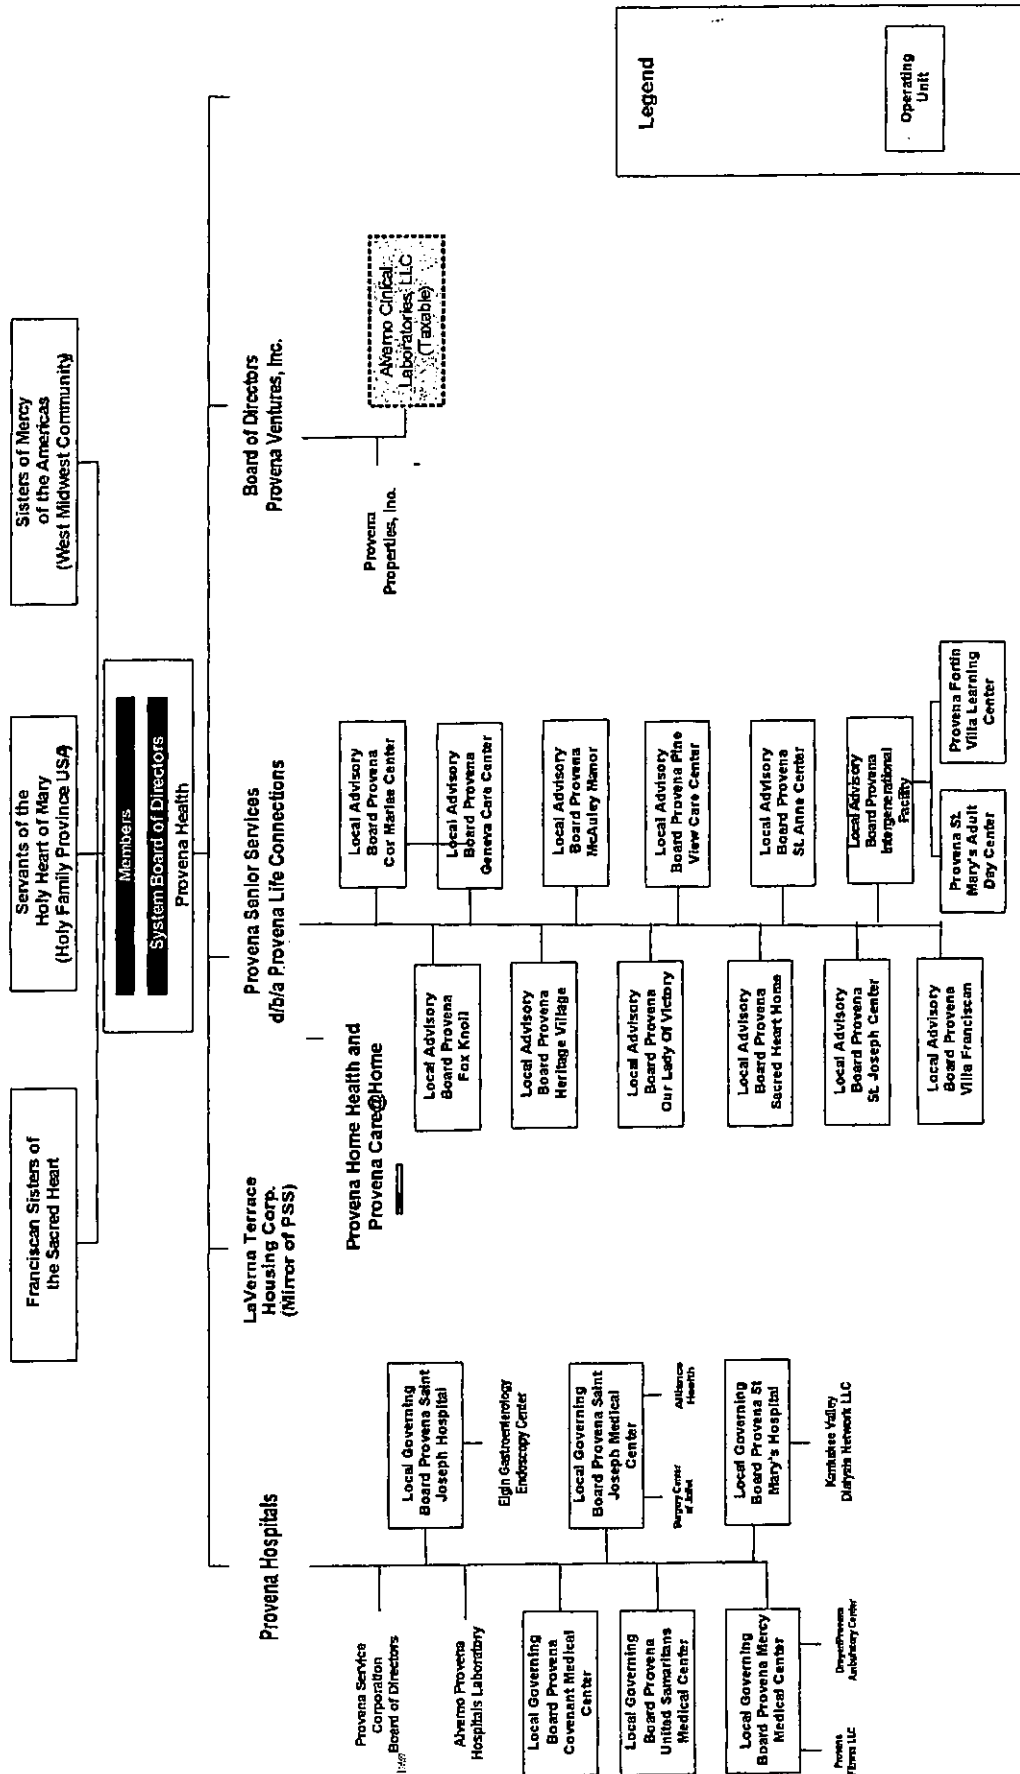 Franciscan Sisters of
the Sacred Heart
Servants of the
Holy Heart of Mary
(Holy Family Province USA)
Sisters of Mercy
of the Americas
(West Midwest Community)
Members
System Board of Directors
Provena Health
Provena Hospitals
LaVerna Terrace
Housing Corp.
(Mirror of PSS)
Provena Senior Services
d/b/a Provena Life Connections
Board of Directors
Provena Ventures, Inc.
Provena Service
Corporation
Board of Directors
Alverno Provena
Hospitals Laboratory
Local Governing
Board Provena
Covenant Medical
Center
Local Governing
Board Provena
United Samaritans
Medical Center
Local Governing
Board Provena Mercy
Medical Center
Provena
LLC
Dreyer/Provena
Ambulatory Center
Local Governing
Board Provena Saint
Joseph Hospital
Elgin Gastroenterology
Endoscopy Center
Local Governing
Board Provena Saint
Joseph Medical
Center
Surgery Center
of Joliet
Alliance
Health
Local Governing
Board Provena St
Mary's Hospital
Kankakee Valley
Dialysis Network LLC
Provena Home Health and
Provena Care@Home
Local Advisory
Board Provena
Fox Knoll
Local Advisory
Board Provena
Heritage Village
Local Advisory
Board Provena
Our Lady Of Victory
Local Advisory
Board Provena
Sacred Heart Home
Local Advisory
Board Provena
St. Joseph Center
Local Advisory
Board Provena
Villa Franciscan
Local Advisory
Board Provena
Cor Mariae Center
Local Advisory
Board Provena
Geneva Care Center
Local Advisory
Board Provena
McAuley Manor
Local Advisory
Board Provena Pine
View Care Center
Local Advisory
Board Provena
St. Anne Center
Local Advisory
Board Provena
Intergenerational
Facility
Provena St.
Mary's Adult
Day Center
Provena Fortin
Villa Learning
Center
Provena
Properties, Inc.
Alverno Clinical
Laboratories, LLC
(Taxable)
Legend
Operating
Unit